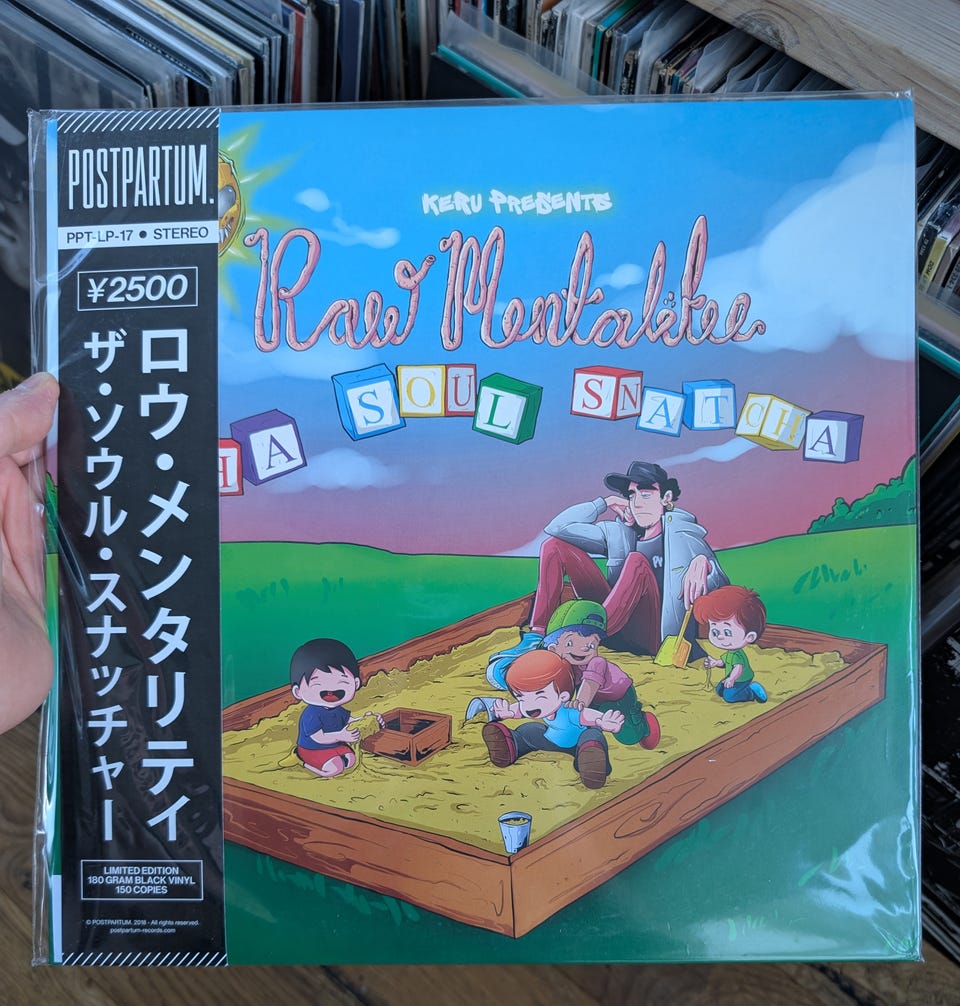 POSTPARTUM.
PPT-LP-17 ● STEREO
¥2500
ロウ・メンタリティ
ザ・ソウル・スナッチャー
LIMITED EDITION
180 GRAM BLACK VINYL
150 COPIES
© POSTPARTUM. 2018 - All rights reserved.
postpartum-records.com
KERU PRESENTS
Raw Mentalitee
HA SOUL SNATCHA